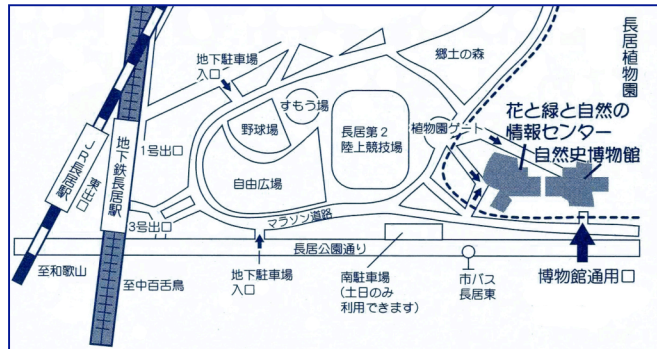 長居植物園
郷土の森
地下駐車場
入口
すもう場
花と緑と自然の
情報センター
野球場
長居第2
陸上競技場
植物園ゲート
自然史博物館
1号出口
地下鉄長居駅
JR長居駅
東出口
自由広場
マラソン道路
3号出口
長居公園通り
至和歌山
至中百舌鳥
地下駐車場
入口
南駐車場
(土日のみ
利用できます)
市バス
長居東
博物館通用口